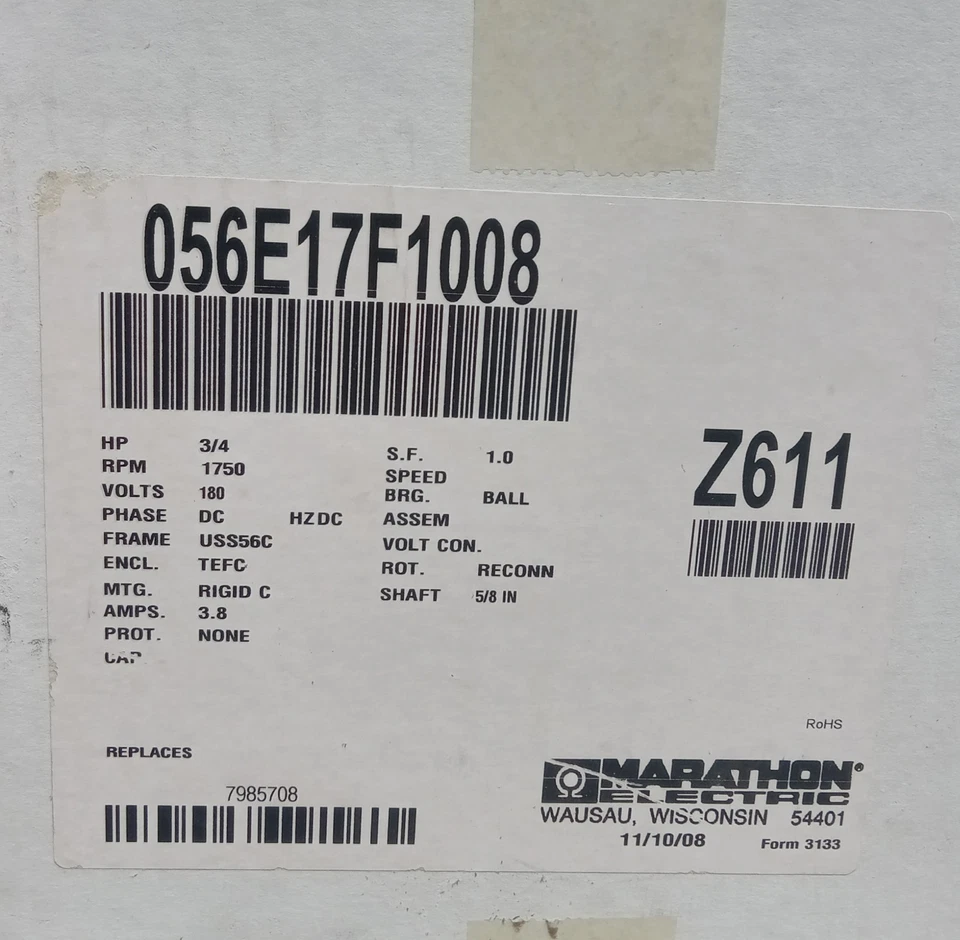 056E17F1008
HP 3/4
RPM 1750
VOLTS 180
PHASE DC HZ DC
FRAME USS56C
ENCL. TEFC
MTG. RIGID C
AMPS. 3.8
PROT. NONE
CAP
S.F. 1.0
SPEED
BRG. BALL
ASSEM
VOLT CON.
ROT. RECONN
SHAFT 5/8 IN
Z611
RoHS
REPLACES
7985708
MARATHON®
ELECTRIC
WAUSAU, WISCONSIN 54401
11/10/08 Form 3133